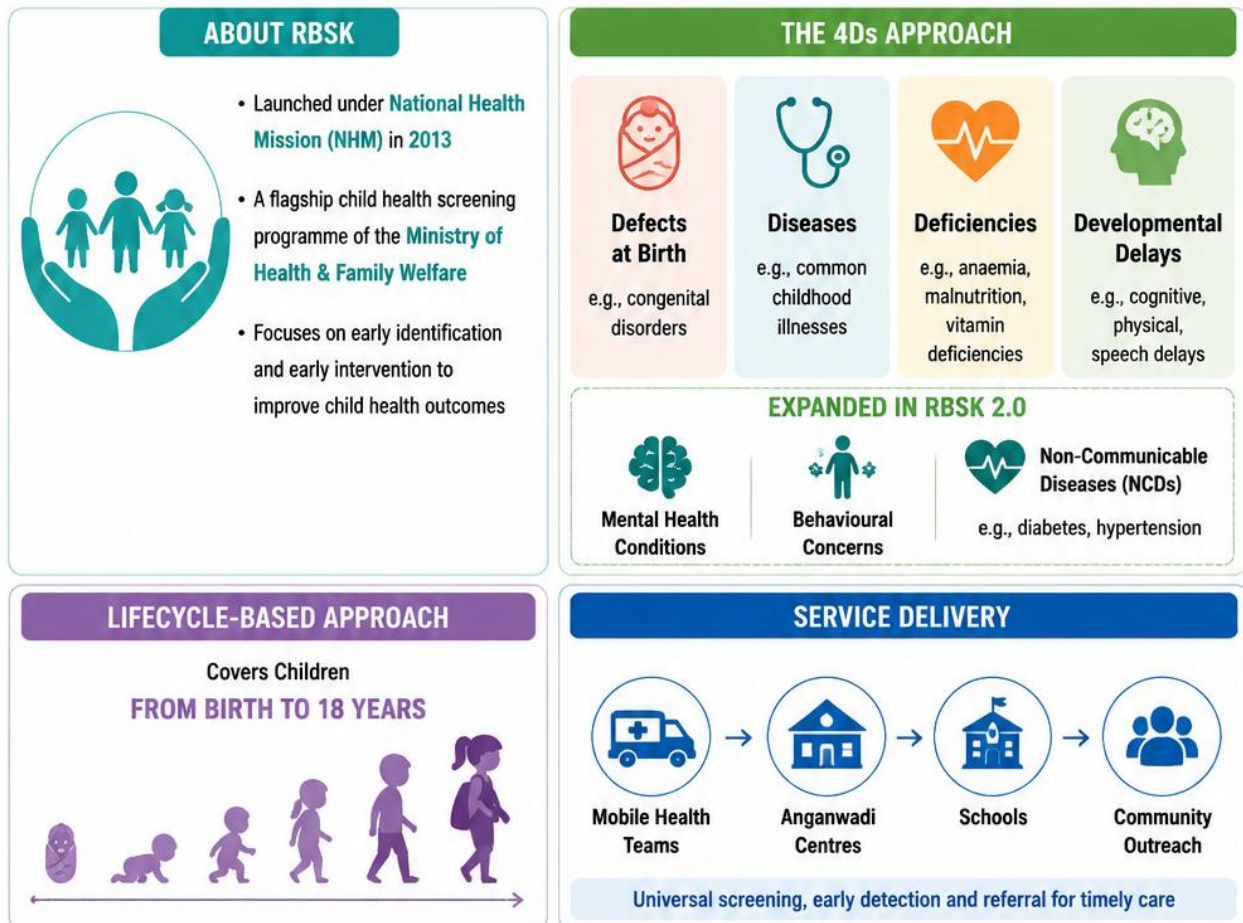 ABOUT RBSK
• Launched under National Health
Mission (NHM) in 2013
• A flagship child health screening
programme of the Ministry of
Health & Family Welfare
• Focuses on early identification
and early intervention to
improve child health outcomes
THE 4Ds APPROACH
Defects
at Birth
e.g., congenital
disorders
Diseases
e.g., common
childhood
illnesses
Deficiencies
e.g., anaemia,
malnutrition,
vitamin
deficiencies
Developmental
Delays
e.g., cognitive,
physical,
speech delays
EXPANDED IN RBSK 2.0
Mental Health
Conditions
Behavioural
Concerns
Non-Communicable
Diseases (NCDs)
e.g., diabetes, hypertension
LIFECYCLE-BASED APPROACH
Covers Children
FROM BIRTH TO 18 YEARS
SERVICE DELIVERY
Mobile Health
Teams
Anganwadi
Centres
Schools
Community
Outreach
Universal screening, early detection and referral for timely care